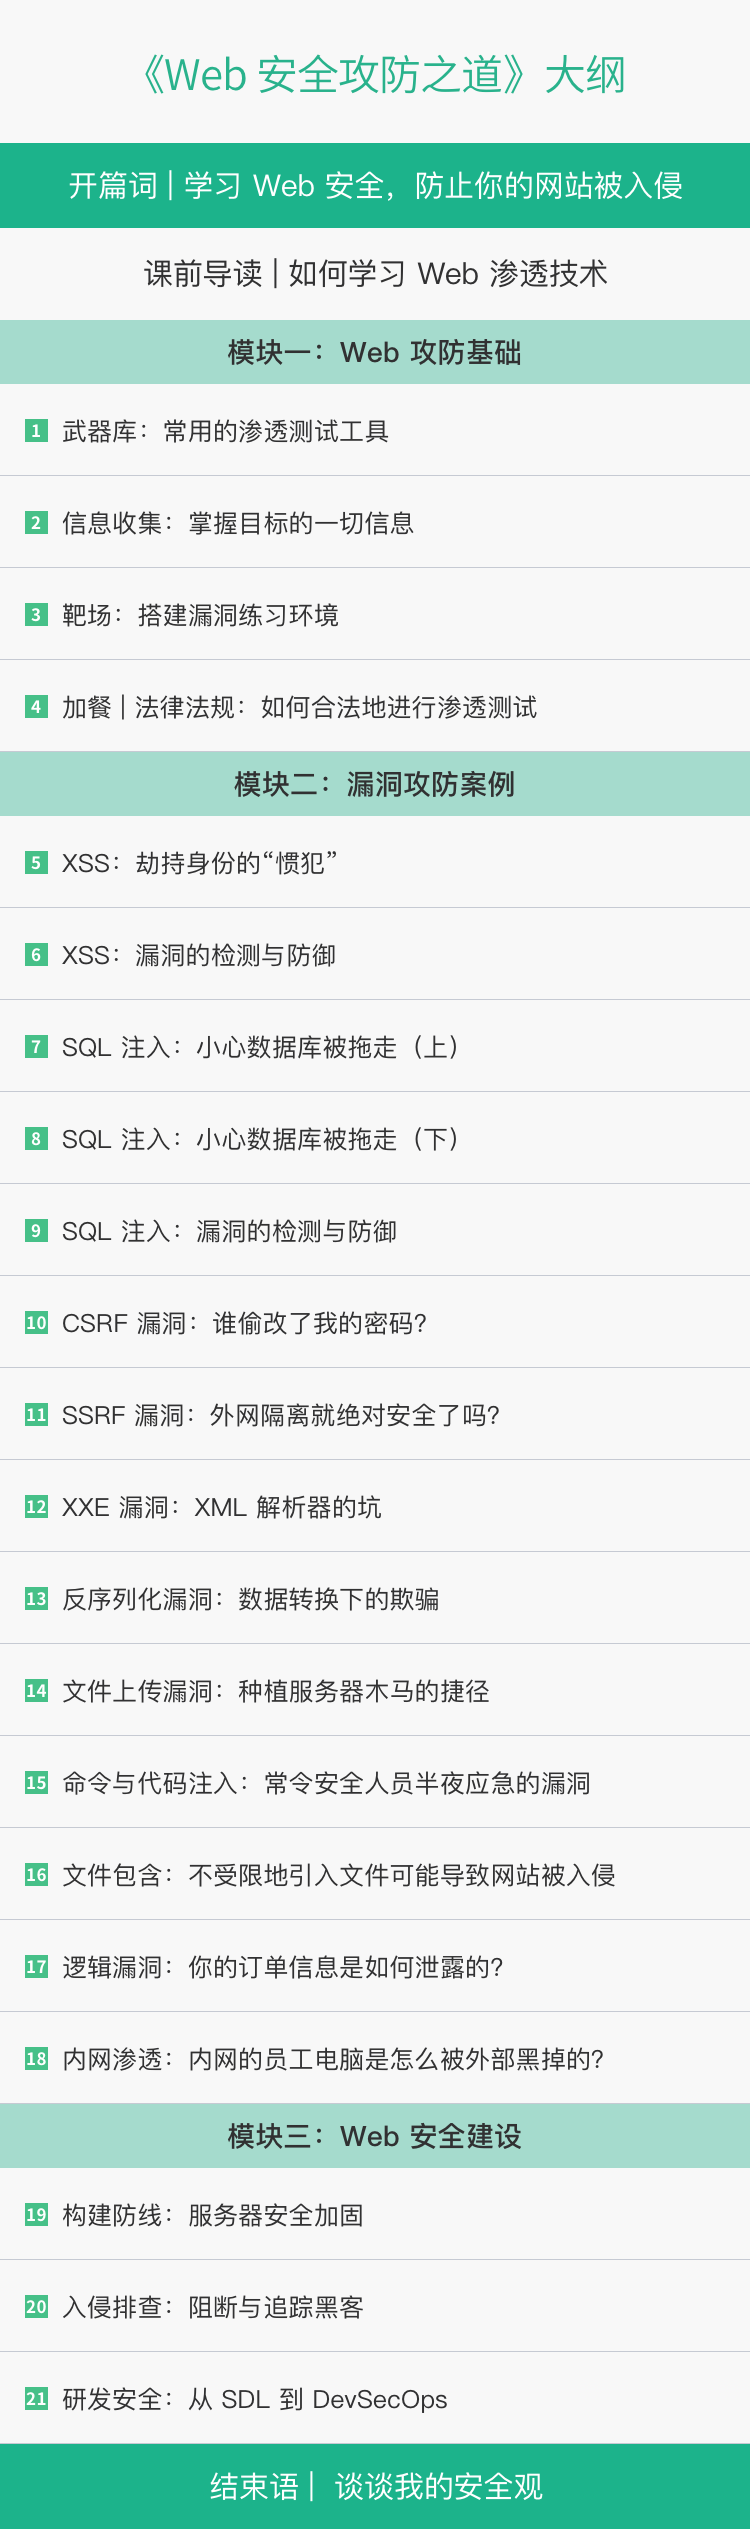 《Web 安全攻防之道》大纲
开篇词 | 学习 Web 安全，防止你的网站被入侵
课前导读 | 如何学习 Web 渗透技术
模块一：Web 攻防基础
1 武器库：常用的渗透测试工具
2 信息收集：掌握目标的一切信息
3 靶场：搭建漏洞练习环境
4 加餐 | 法律法规：如何合法地进行渗透测试
模块二：漏洞攻防案例
5 XSS：劫持身份的“惯犯”
6 XSS：漏洞的检测与防御
7 SQL 注入：小心数据库被拖走（上）
8 SQL 注入：小心数据库被拖走（下）
9 SQL 注入：漏洞的检测与防御
10 CSRF 漏洞：谁偷改了我的密码？
11 SSRF 漏洞：外网隔离就绝对安全了吗？
12 XXE 漏洞：XML 解析器的坑
13 反序列化漏洞：数据转换下的欺骗
14 文件上传漏洞：种植服务器木马的捷径
15 命令与代码注入：常令安全人员半夜应急的漏洞
16 文件包含：不受限地引入文件可能导致网站被入侵
17 逻辑漏洞：你的订单信息是如何泄露的？
18 内网渗透：内网的员工电脑是怎么被外部黑掉的？
模块三：Web 安全建设
19 构建防线：服务器安全加固
20 入侵排查：阻断与追踪黑客
21 研发安全：从 SDL 到 DevSecOps
结束语 | 谈谈我的安全观